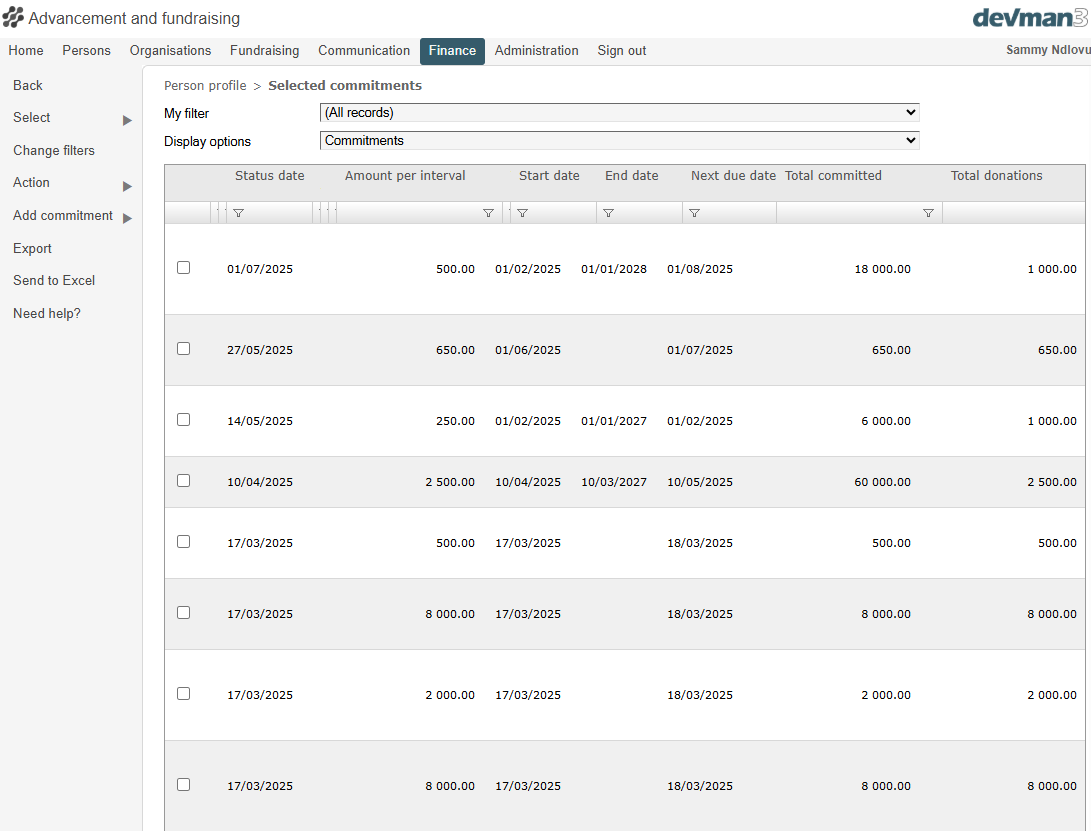 Advancement and fundraising
devman3
Home Persons Organisations Fundraising Communication Finance Administration Sign out Sammy Ndlovu
Back
Select
Change filters
Action
Add commitment
Export
Send to Excel
Need help?
Person profile > Selected commitments
My filter (All records)
Display options Commitments
Status date Amount per interval Start date End date Next due date Total committed Total donations
01/07/2025 500.00 01/02/2025 01/01/2028 01/08/2025 18 000.00 1 000.00
27/05/2025 650.00 01/06/2025 01/07/2025 650.00 650.00
14/05/2025 250.00 01/02/2025 01/01/2027 01/02/2025 6 000.00 1 000.00
10/04/2025 2 500.00 10/04/2025 10/03/2027 10/05/2025 60 000.00 2 500.00
17/03/2025 500.00 17/03/2025 18/03/2025 500.00 500.00
17/03/2025 8 000.00 17/03/2025 18/03/2025 8 000.00 8 000.00
17/03/2025 2 000.00 17/03/2025 18/03/2025 2 000.00 2 000.00
17/03/2025 8 000.00 17/03/2025 18/03/2025 8 000.00 8 000.00